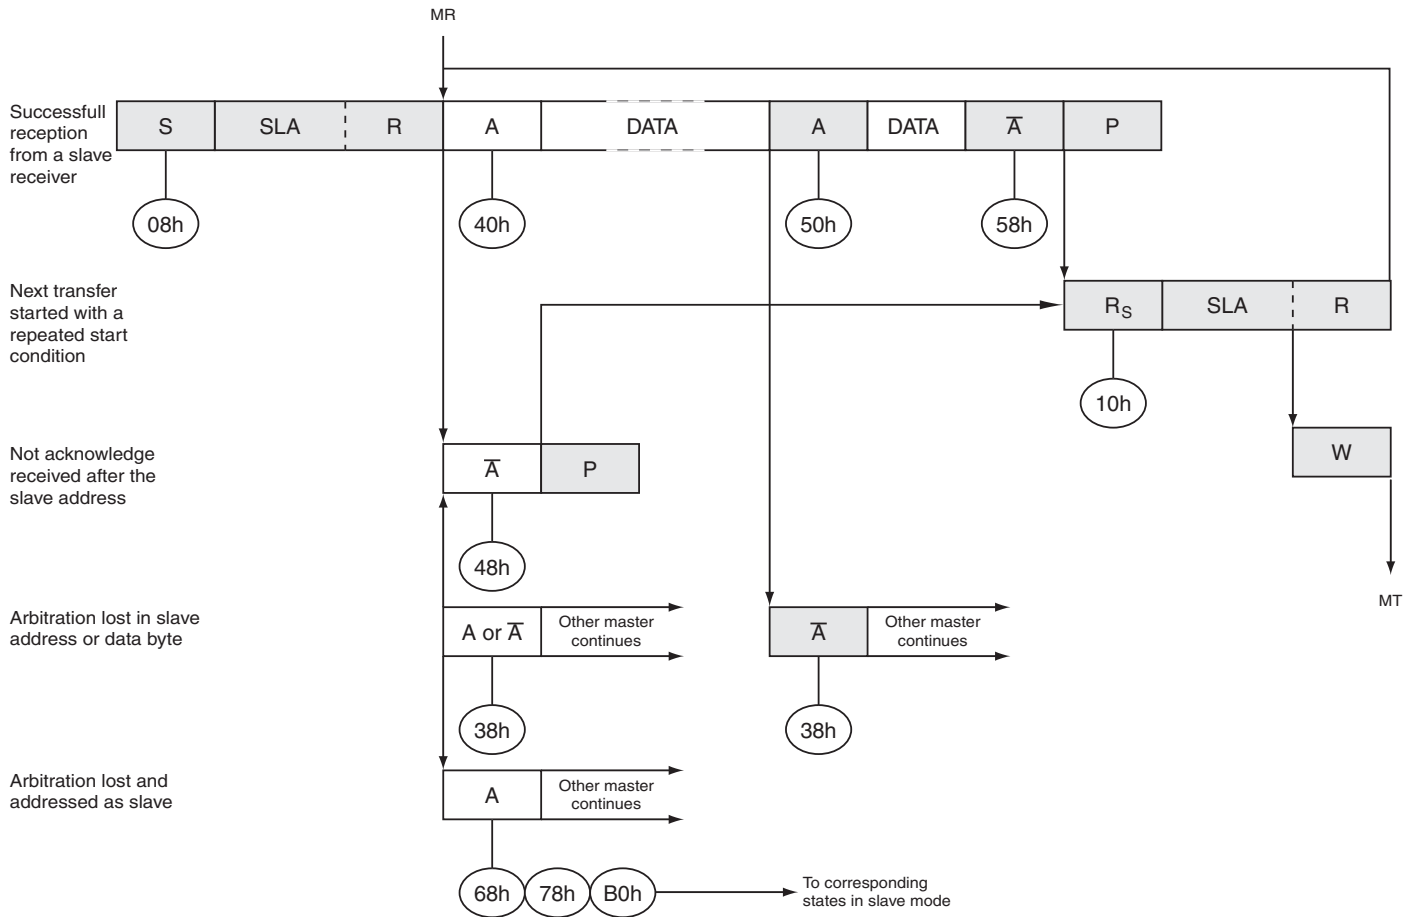 MR
Successfull
reception
from a slave
receiver
S SLA R A DATA A DATA A̅ P
08h 40h 50h 58h
Next transfer
started with a
repeated start
condition
RS SLA R
10h
Not acknowledge
received after the
slave address
A̅ P
W
48h
MT
Arbitration lost in slave
address or data byte
A or A̅
Other master
continues
A̅
Other master
continues
38h 38h
Arbitration lost and
addressed as slave
A
Other master
continues
68h 78h B0h
To corresponding
states in slave mode